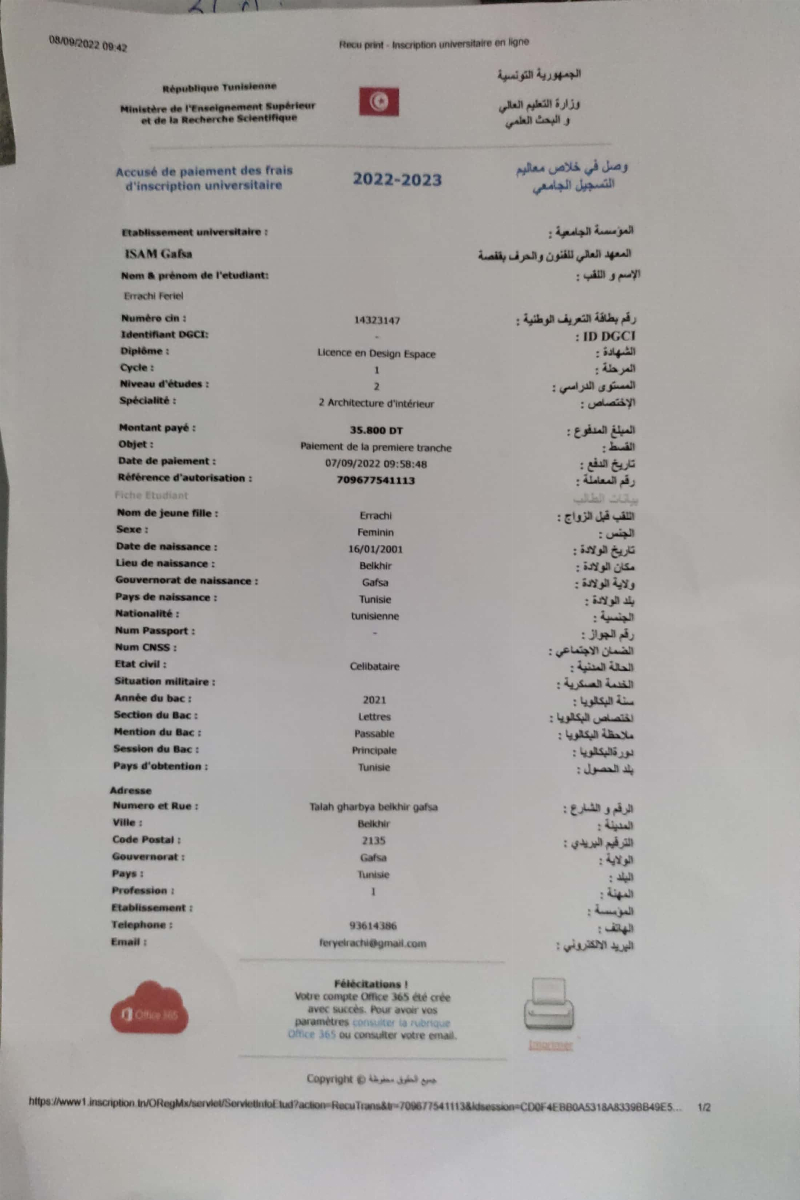 08/09/2022 09:42
Recu print - Inscription universitaire en ligne
République Tunisienne
الجمهورية التونسية
Ministère de l'Enseignement Supérieur
et de la Recherche Scientifique
وزارة التعليم العالي
و البحث العلمي
Accusé de paiement des frais
d'inscription universitaire
2022-2023
وصل في خلاص معاليم
التسجيل الجامعي
Etablissement universitaire : المؤسسة الجامعية :
ISAM Gafsa المعهد العالي للفنون والحرف بقفصة
Nom & prénom de l'etudiant: الإسم و اللقب :
Errachi Feriel
Numéro cin : 14323147 رقم بطاقة التعريف الوطنية :
Identifiant DGCI: - ID DGCI :
Diplôme : Licence en Design Espace الشهادة :
Cycle : 1 المرحلة :
Niveau d'études : 2 المستوى الدراسي :
Spécialité : 2 Architecture d'intérieur الإختصاص :
Montant payé : 35.800 DT المبلغ المدفوع :
Objet : Paiement de la premiere tranche القسط :
Date de paiement : 07/09/2022 09:58:48 تاريخ الدفع :
Référence d'autorisation : 709677541113 رقم المعاملة :
Fiche Etudiant بيانات الطالب
Nom de jeune fille : Errachi اللقب قبل الزواج :
Sexe : Feminin الجنس :
Date de naissance : 16/01/2001 تاريخ الولادة :
Lieu de naissance : Belkhir مكان الولادة :
Gouvernorat de naissance : Gafsa ولاية الولادة :
Pays de naissance : Tunisie بلد الولادة :
Nationalité : tunisienne الجنسية :
Num Passport : - رقم الجواز :
Num CNSS : الضمان الاجتماعي :
Etat civil : Celibataire الحالة المدنية :
Situation militaire : الخدمة العسكرية :
Année du bac : 2021 سنة البكالويا :
Section du Bac : Lettres اختصاص البكالويا :
Mention du Bac : Passable ملاحظة البكالويا :
Session du Bac : Principale دورةالبكالويا :
Pays d'obtention : Tunisie بلد الحصول :
Adresse
Numero et Rue : Talah gharbya belkhir gafsa الرقم و الشارع :
Ville : Belkhir المدينة :
Code Postal : 2135 الترقيم البريدي :
Gouvernorat : Gafsa الولاية :
Pays : Tunisie البلد :
Profession : 1 المهنة :
Etablissement : المؤسسة :
Telephone : 93614386 الهاتف :
Email : feryelrachi@gmail.com البريد الالكتروني :
Office 365
Félécitations !
Votre compte Office 365 été crée
avec succès. Pour avoir vos
paramètres consulter la rubrique
Office 365 ou consulter votre email.
Imprimer
Copyright © جميع الحقوق محفوظة
https://www1.inscription.tn/ORegMx/servlet/ServletInfoEtud?action=RecuTrans&tr=709677541113&idsession=CD0F4EBB0A5318A8339BB49E5... 1/2